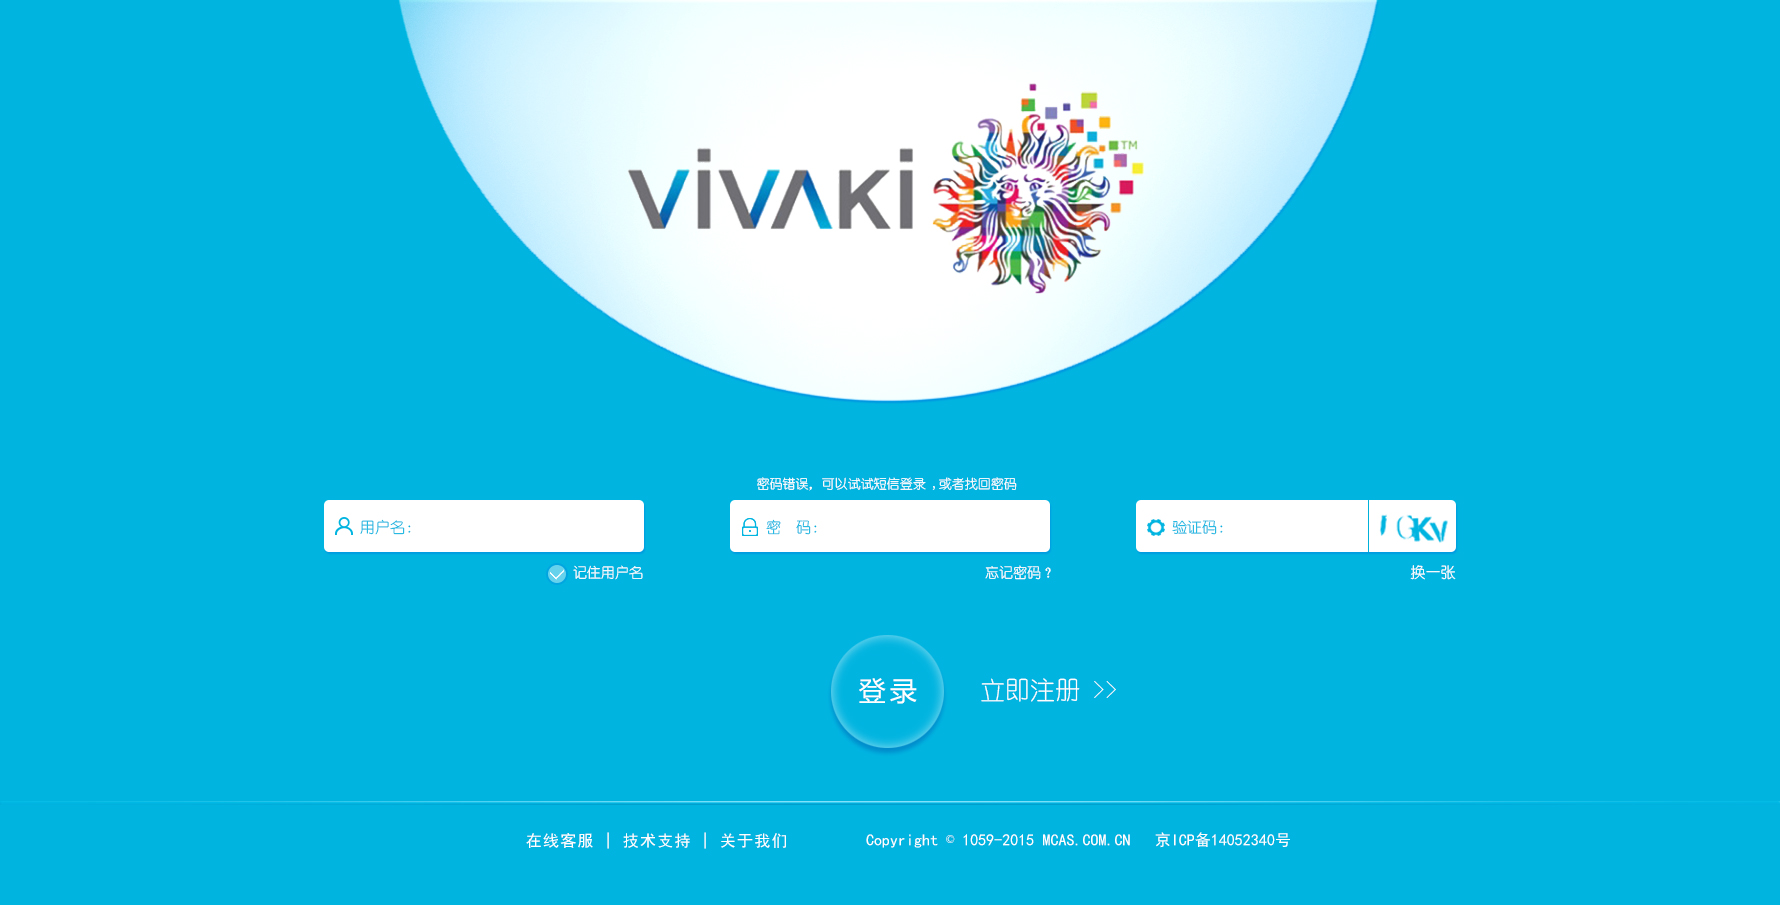 VIVAKI TM
密码错误, 可以试试短信登录 ,或者找回密码
用户名:
密 码:
验证码:
记住用户名
忘记密码?
换一张
登录
立即注册 >>
在线客服 | 技术支持 | 关于我们
Copyright © 1059-2015 MCAS.COM.CN 京ICP备14052340号